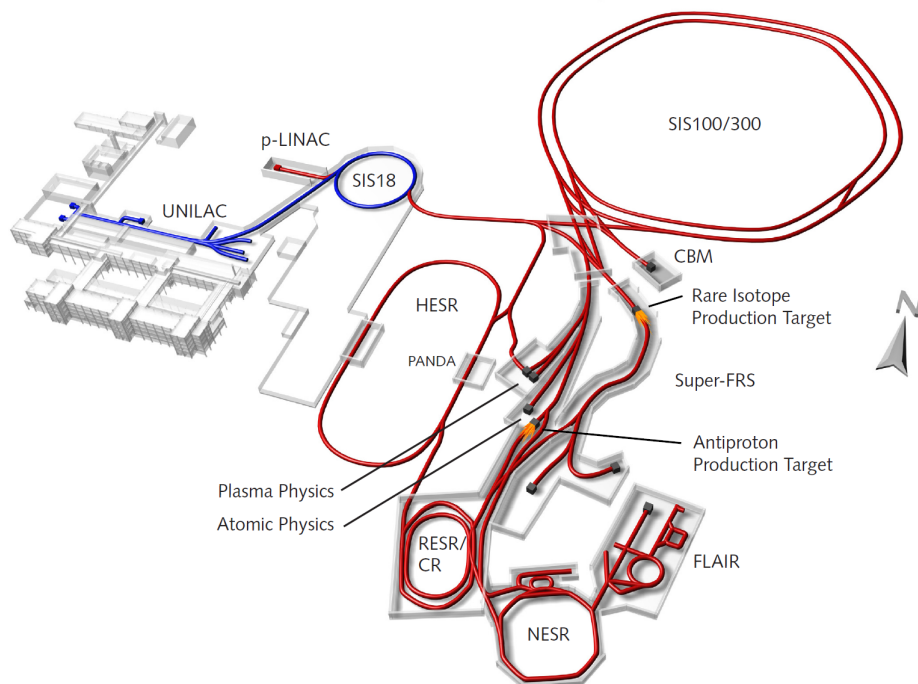 SIS100/300
p-LINAC
SIS18
UNILAC
CBM
HESR
Rare Isotope
Production Target
N
PANDA
Super-FRS
Antiproton
Production Target
Plasma Physics
Atomic Physics
RESR/
CR
FLAIR
NESR